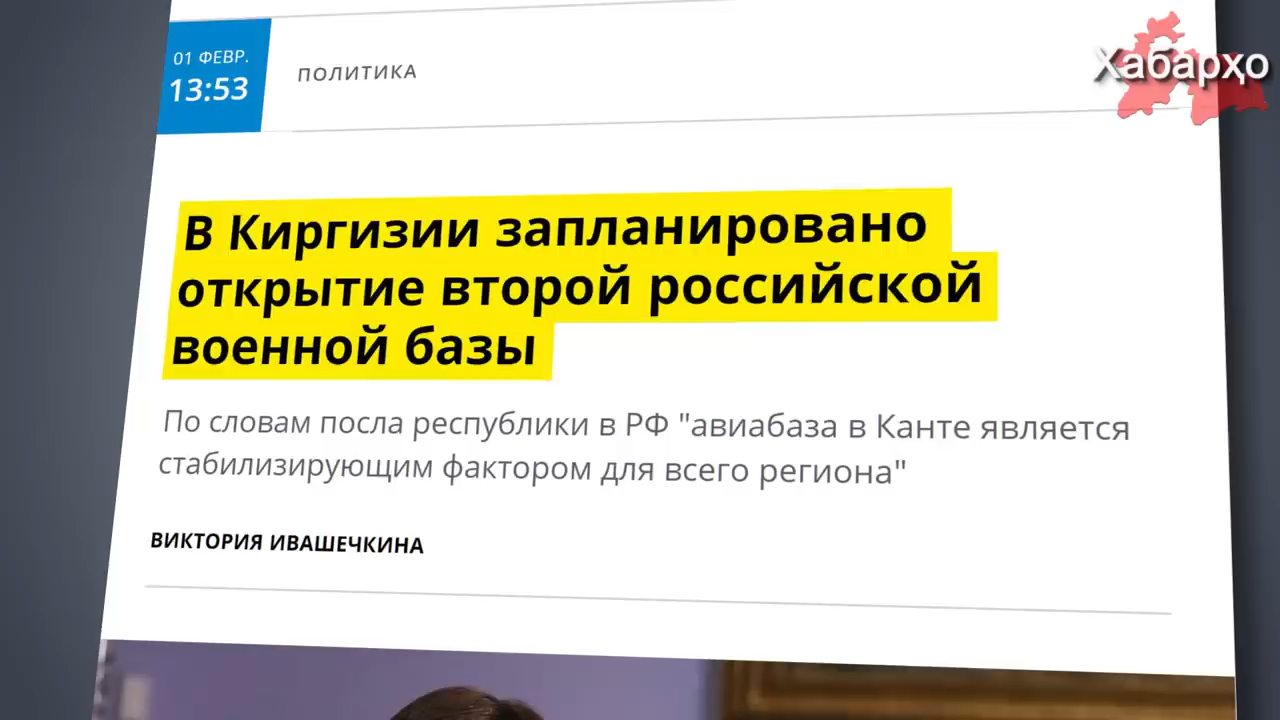 01 ФЕВР.
13:53
ПОЛИТИКА
Хабарҳо
В Киргизии запланировано
открытие второй российской
военной базы
По словам посла республики в РФ "авиабаза в Канте является
стабилизирующим фактором для всего региона"
ВИКТОРИЯ ИВАШЕЧКИНА